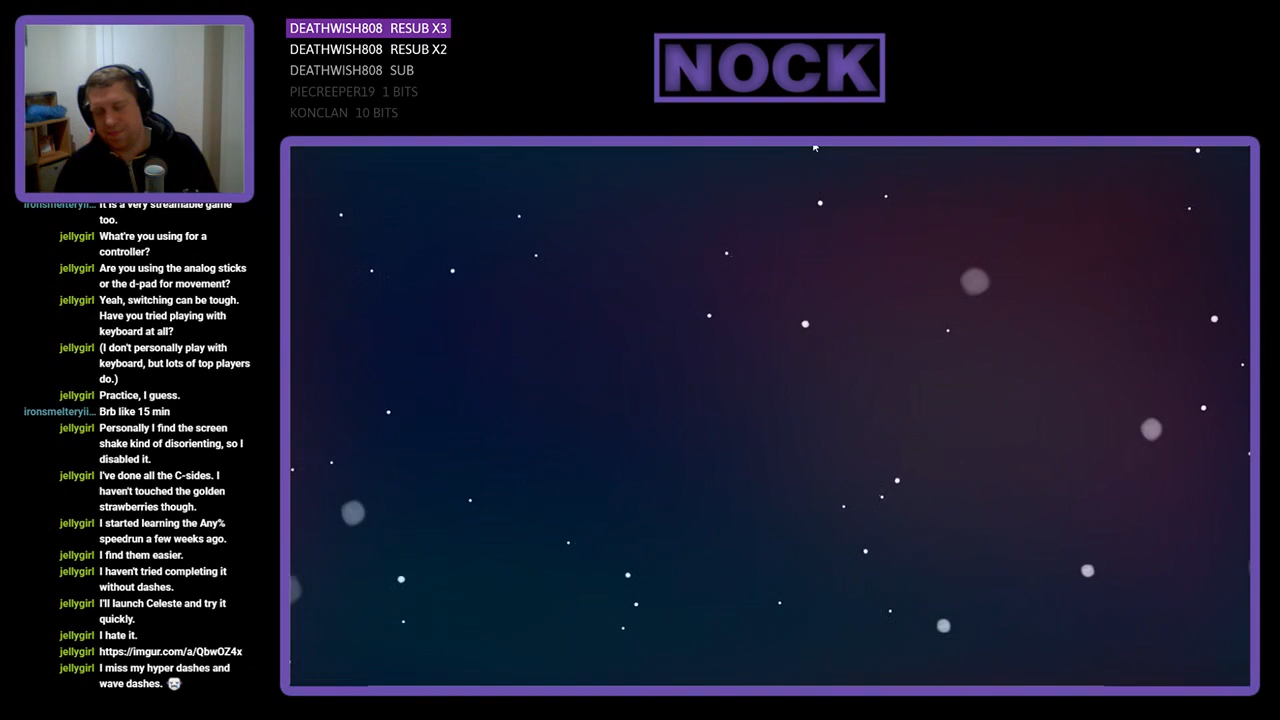 DEATHWISH808 RESUB X3
DEATHWISH808 RESUB X2
DEATHWISH808 SUB
PIECREEPER19 1 BITS
KONCLAN 10 BITS
NOCK
ironsmelteryii... It is a very streamable game
too.
jellygirl What're you using for a
controller?
jellygirl Are you using the analog sticks
or the d-pad for movement?
jellygirl Yeah, switching can be tough.
Have you tried playing with
keyboard at all?
jellygirl (I don't personally play with
keyboard, but lots of top players
do.)
jellygirl Practice, I guess.
ironsmelteryii... Brb like 15 min
jellygirl Personally I find the screen
shake kind of disorienting, so I
disabled it.
jellygirl I've done all the C-sides. I
haven't touched the golden
strawberries though.
jellygirl I started learning the Any%
speedrun a few weeks ago.
jellygirl I find them easier.
jellygirl I haven't tried completing it
without dashes.
jellygirl I'll launch Celeste and try it
quickly.
jellygirl I hate it.
jellygirl https://imgur.com/a/QbwOZ4x
jellygirl I miss my hyper dashes and
wave dashes. 😭